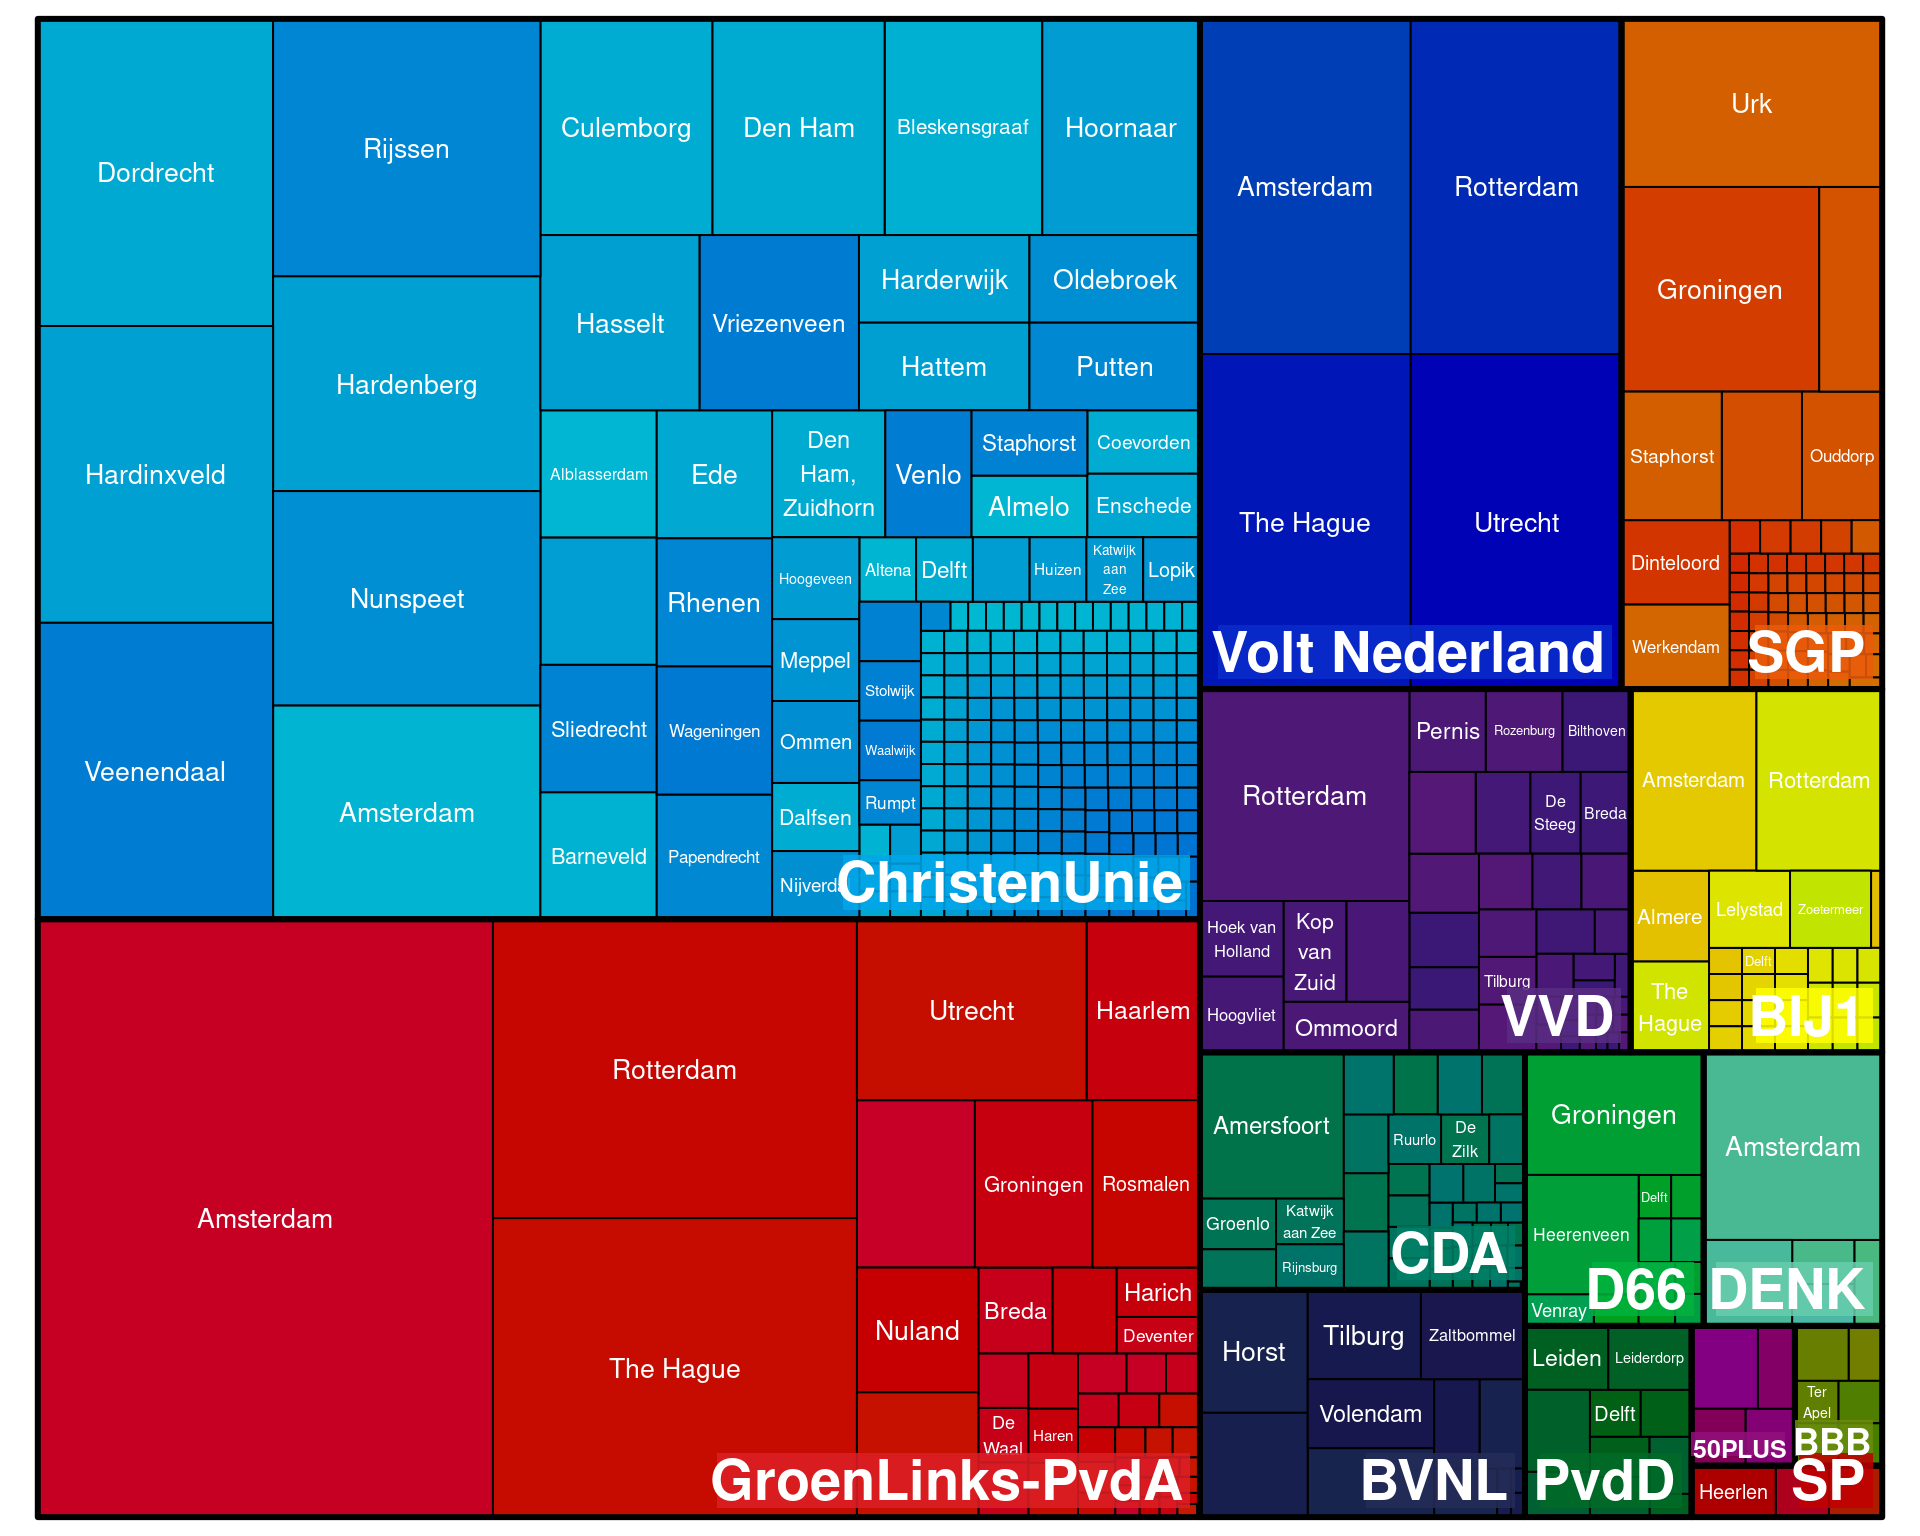 Dordrecht
Hardinxveld
Veenendaal
Rijssen
Hardenberg
Nunspeet
Amsterdam
Culemborg
Den Ham
Bleskensgraaf
Hoornaar
Hasselt
Vriezenveen
Harderwijk
Oldebroek
Hattem
Putten
Alblasserdam
Ede
Den
Ham,
Zuidhorn
Venlo
Staphorst
Coevorden
Almelo
Enschede
Rhenen
Sliedrecht
Wageningen
Barneveld
Papendrecht
Hoogeveen
Meppel
Ommen
Dalfsen
Altena
Delft
Huizen
Katwijk
aan
Zee
Lopik
Stolwijk
Waalwijk
Rumpt
ChristenUnie
Amsterdam
Rotterdam
The Hague
Utrecht
Haarlem
Groningen
Rosmalen
Nuland
Breda
Harich
Deventer
De
Waal
Haren
GroenLinks-PvdA
Amsterdam
Rotterdam
The Hague
Utrecht
Volt Nederland
Urk
Groningen
Staphorst
Ouddorp
Dinteloord
Werkendam
SGP
Rotterdam
Pernis
Rozenburg
Bilthoven
De
Steeg
Breda
Hoek van
Holland
Kop
van
Zuid
Hoogvliet
Ommoord
Tilburg
VVD
Amsterdam
Rotterdam
Almere
Lelystad
Zoetermeer
The
Hague
Delft
BIJ1
Amersfoort
Ruurlo
De
Zilk
Groenlo
Katwijk
aan Zee
Rijnsburg
CDA
Groningen
Heerenveen
Delft
Venray
D66
Amsterdam
DENK
Horst
Tilburg
Zaltbommel
Volendam
BVNL
Leiden
Leiderdorp
Delft
PvdD
50PLUS
Ter
Apel
BBB
Heerlen
SP